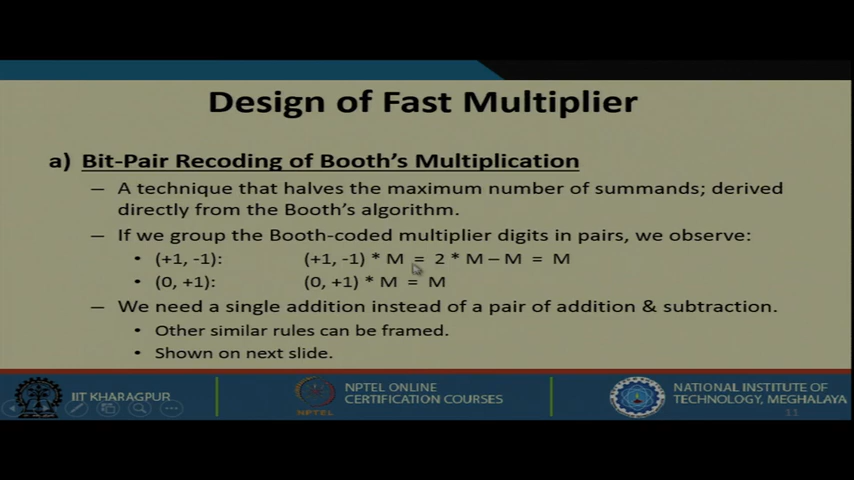 Design of Fast Multiplier
a) Bit-Pair Recoding of Booth's Multiplication
– A technique that halves the maximum number of summands; derived
directly from the Booth's algorithm.
– If we group the Booth-coded multiplier digits in pairs, we observe:
• (+1, -1): (+1, -1) * M = 2 * M – M = M
• (0, +1): (0, +1) * M = M
– We need a single addition instead of a pair of addition & subtraction.
• Other similar rules can be framed.
• Shown on next slide.
IIT KHARAGPUR
NPTEL
NPTEL ONLINE
CERTIFICATION COURSES
NATIONAL INSTITUTE OF
TECHNOLOGY, MEGHALAYA
11